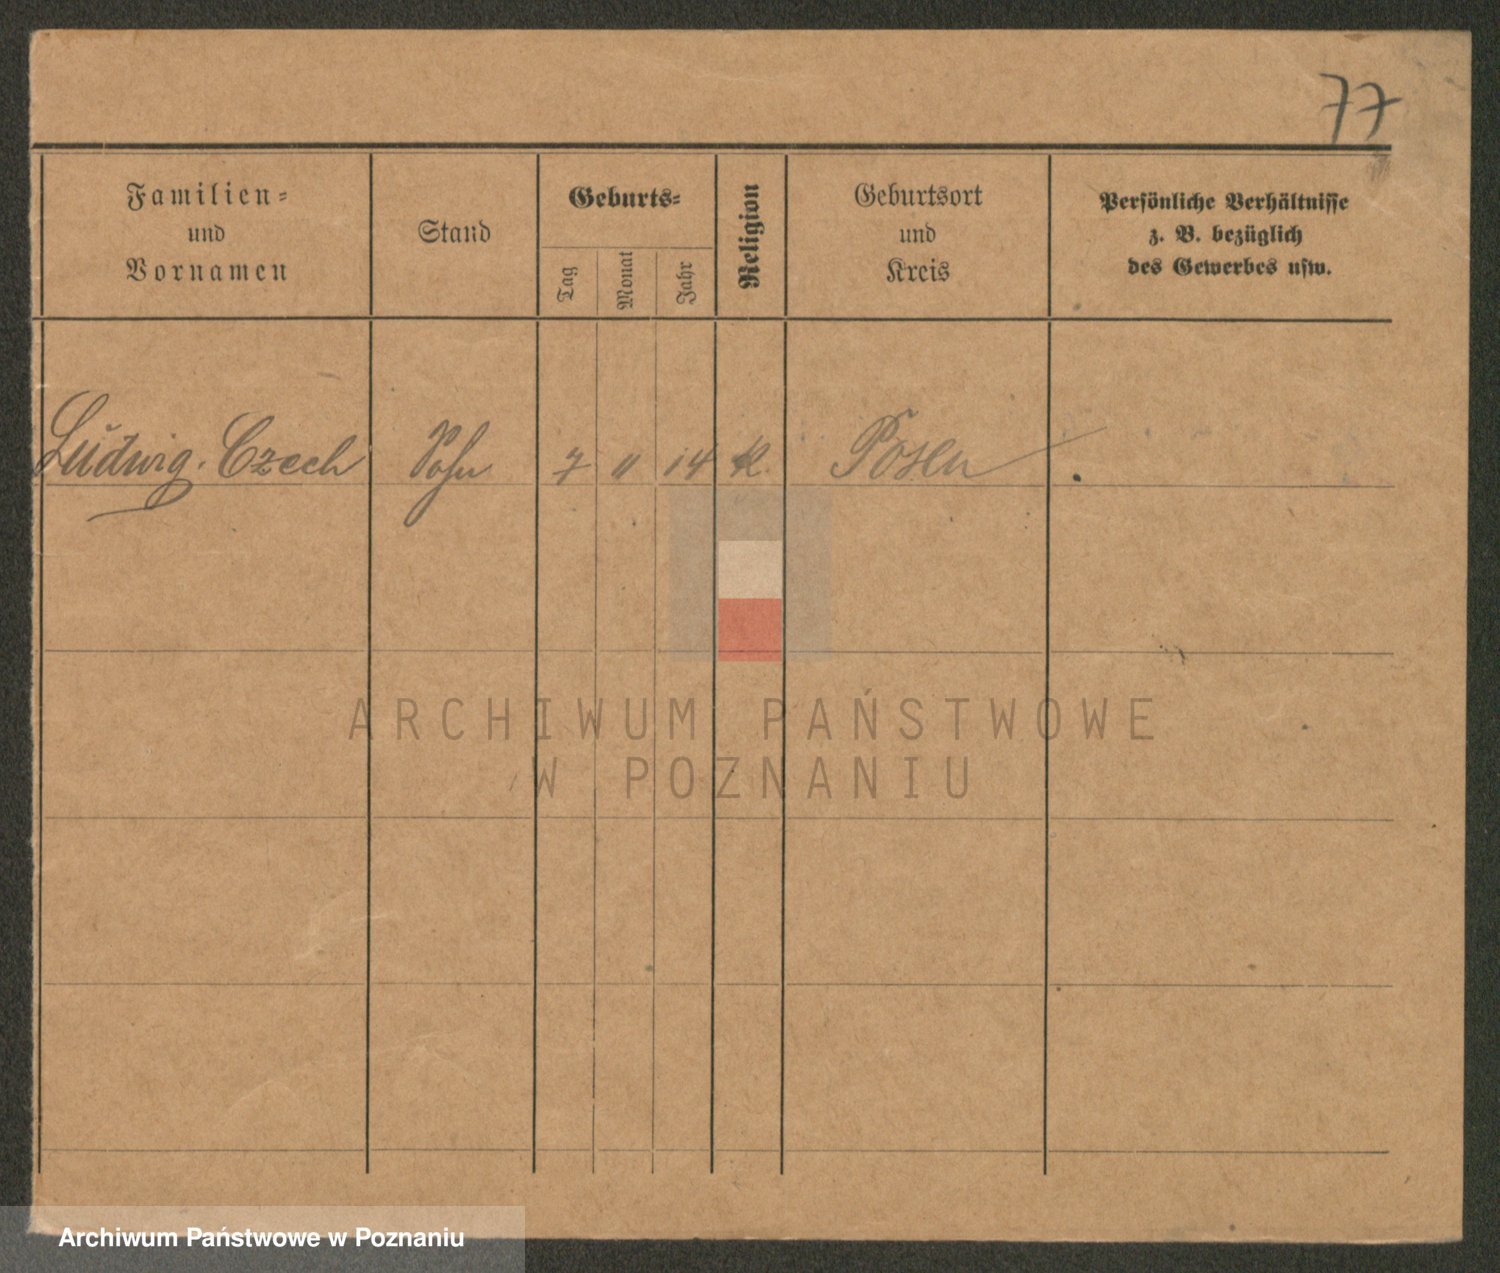 77
Familien-
und
Vornamen
Stand
Geburts-
Tag
Monat
Jahr
Religion
Geburtsort
und
Kreis
Persönliche Verhältnisse
z. B. bezüglich
des Gewerbes usw.
Ludwig. Czech Sohn 7 11 14 k. Posen
ARCHIWUM PAŃSTWOWE
W POZNANIU
Archiwum Państwowe w Poznaniu